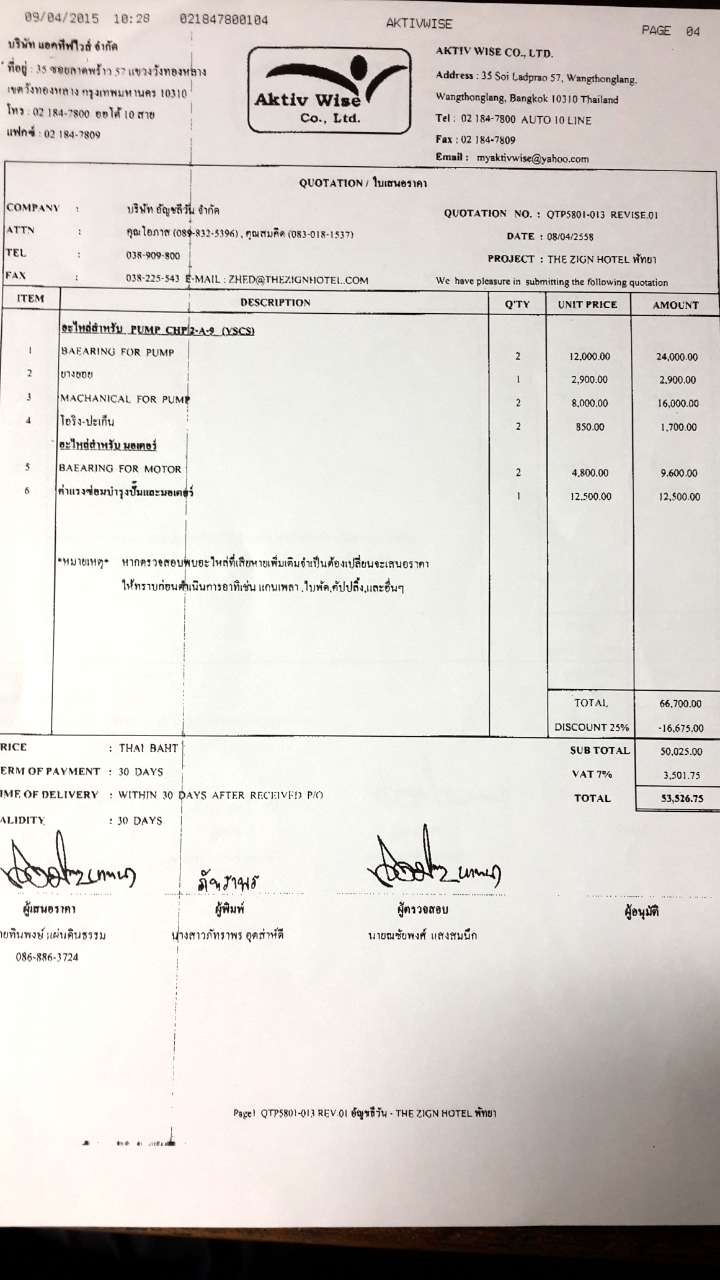 09/04/2015 10:28 021847800104 AKTIVWISE PAGE 04
บริษัท แอคทีฟไวส์ จำกัด
ที่อยู่ : 35 ซอยลาดพร้าว 57 แขวงวังทองหลาง
เขตวังทองหลาง กรุงเทพมหานคร 10310
โทร : 02 184-7800 ออโต้ 10 สาย
แฟกซ์ : 02 184-7809
Aktiv Wise
Co., Ltd.
AKTIV WISE CO., LTD.
Address : 35 Soi Ladprao 57, Wangthonglang,
Wangthonglang, Bangkok 10310 Thailand
Tel : 02 184-7800 AUTO 10 LINE
Fax : 02 184-7809
Email : myaktivwise@yahoo.com
QUOTATION / ใบเสนอราคา
COMPANY : บริษัท อัญชลีวัน จำกัด
QUOTATION NO. : QTP5801-013 REVISE.01
ATTN : คุณโอภาส (089-832-5396) , คุณสมคิด (083-018-1537)
DATE : 08/04/2558
TEL : 038-909-800
PROJECT : THE ZIGN HOTEL พัทยา
FAX : 038-225-543 E-MAIL : ZHED@THEZIGNHOTEL.COM
We have pleasure in submitting the following quotation
ITEM DESCRIPTION Q'TY UNIT PRICE AMOUNT
อะไหล่สำหรับ PUMP CHP 2-A-9 (VSCS)
1 BAEARING FOR PUMP 2 12,000.00 24,000.00
2 ยางยอย 1 2,900.00 2,900.00
3 MACHANICAL FOR PUMP 2 8,000.00 16,000.00
4 โอริง-ปะเก็น 2 850.00 1,700.00
อะไหล่สำหรับ มอเตอร์
5 BAEARING FOR MOTOR 2 4,800.00 9,600.00
6 ค่าแรงซ่อมบำรุงปั๊มและมอเตอร์ 1 12,500.00 12,500.00
*หมายเหตุ* หากตรวจสอบพบอะไหล่ที่เสียหายเพิ่มเติมจำเป็นต้องเปลี่ยนจะเสนอราคา
ให้ทราบก่อนดำเนินการอาทิเช่น แกนเพลา ,ใบพัด,คัปปลิ้ง,และอื่นๆ
TOTAL 66,700.00
DISCOUNT 25% -16,675.00
RICE : THAI BAHT
SUB TOTAL 50,025.00
ERM OF PAYMENT : 30 DAYS
VAT 7% 3,501.75
IME OF DELIVERY : WITHIN 30 DAYS AFTER RECEIVED P/O
TOTAL 53,526.75
ALIDITY : 30 DAYS
ภัทราพร
ผู้เสนอราคา ผู้พิมพ์ ผู้ตรวจสอบ ผู้อนุมัติ
ายทินพงษ์ แผ่นดินธรรม นางสาวภัทราพร อุตส่าห์ดี นายณชัยพงศ์ แสงสมนึก
086-886-3724
Page1 QTP5801-013 REV.01 อัญชลีวัน - THE ZIGN HOTEL พัทยา